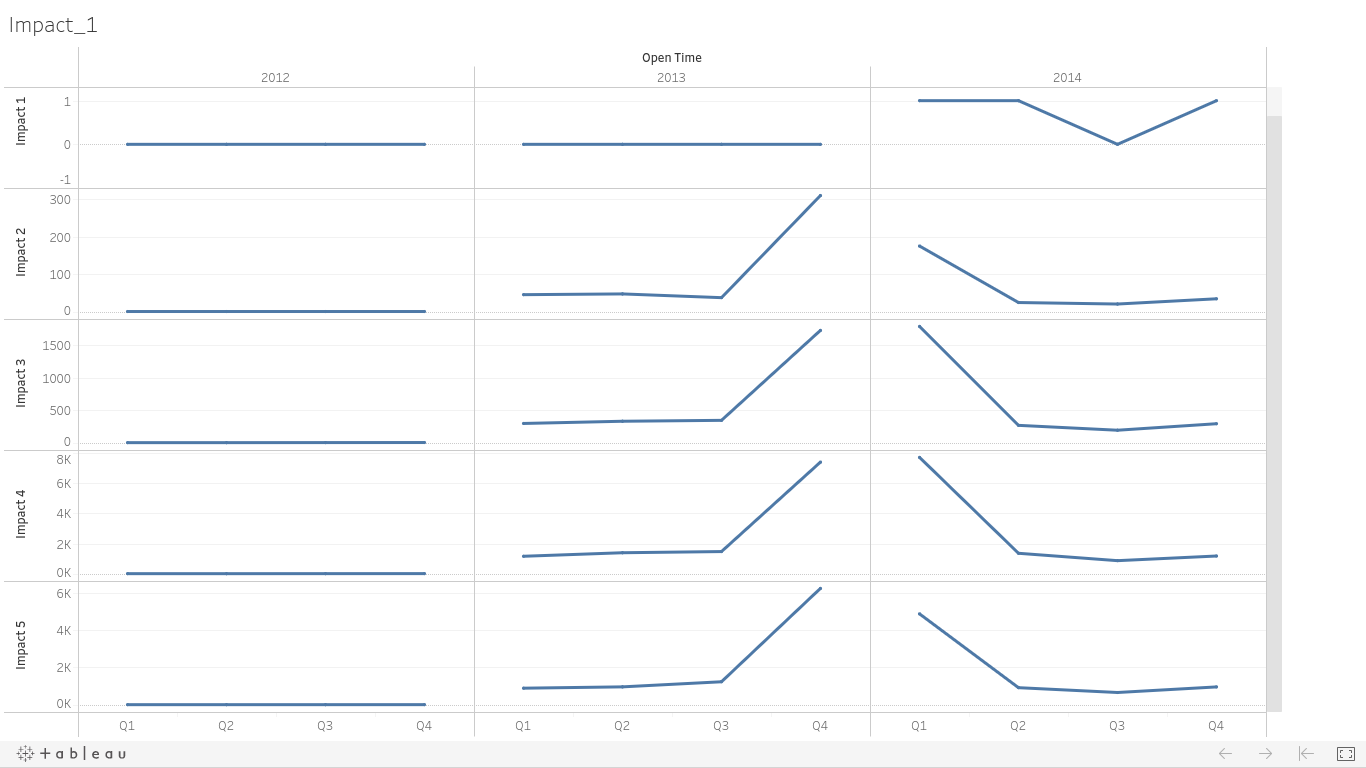 Impact_1
Open Time
2012 2013 2014
Impact 1
1
0
-1
Impact 2
300
200
100
0
Impact 3
1500
1000
500
0
Impact 4
8K
6K
4K
2K
0K
Impact 5
6K
4K
2K
0K
Q1 Q2 Q3 Q4 Q1 Q2 Q3 Q4 Q1 Q2 Q3 Q4
+ a b l e a u